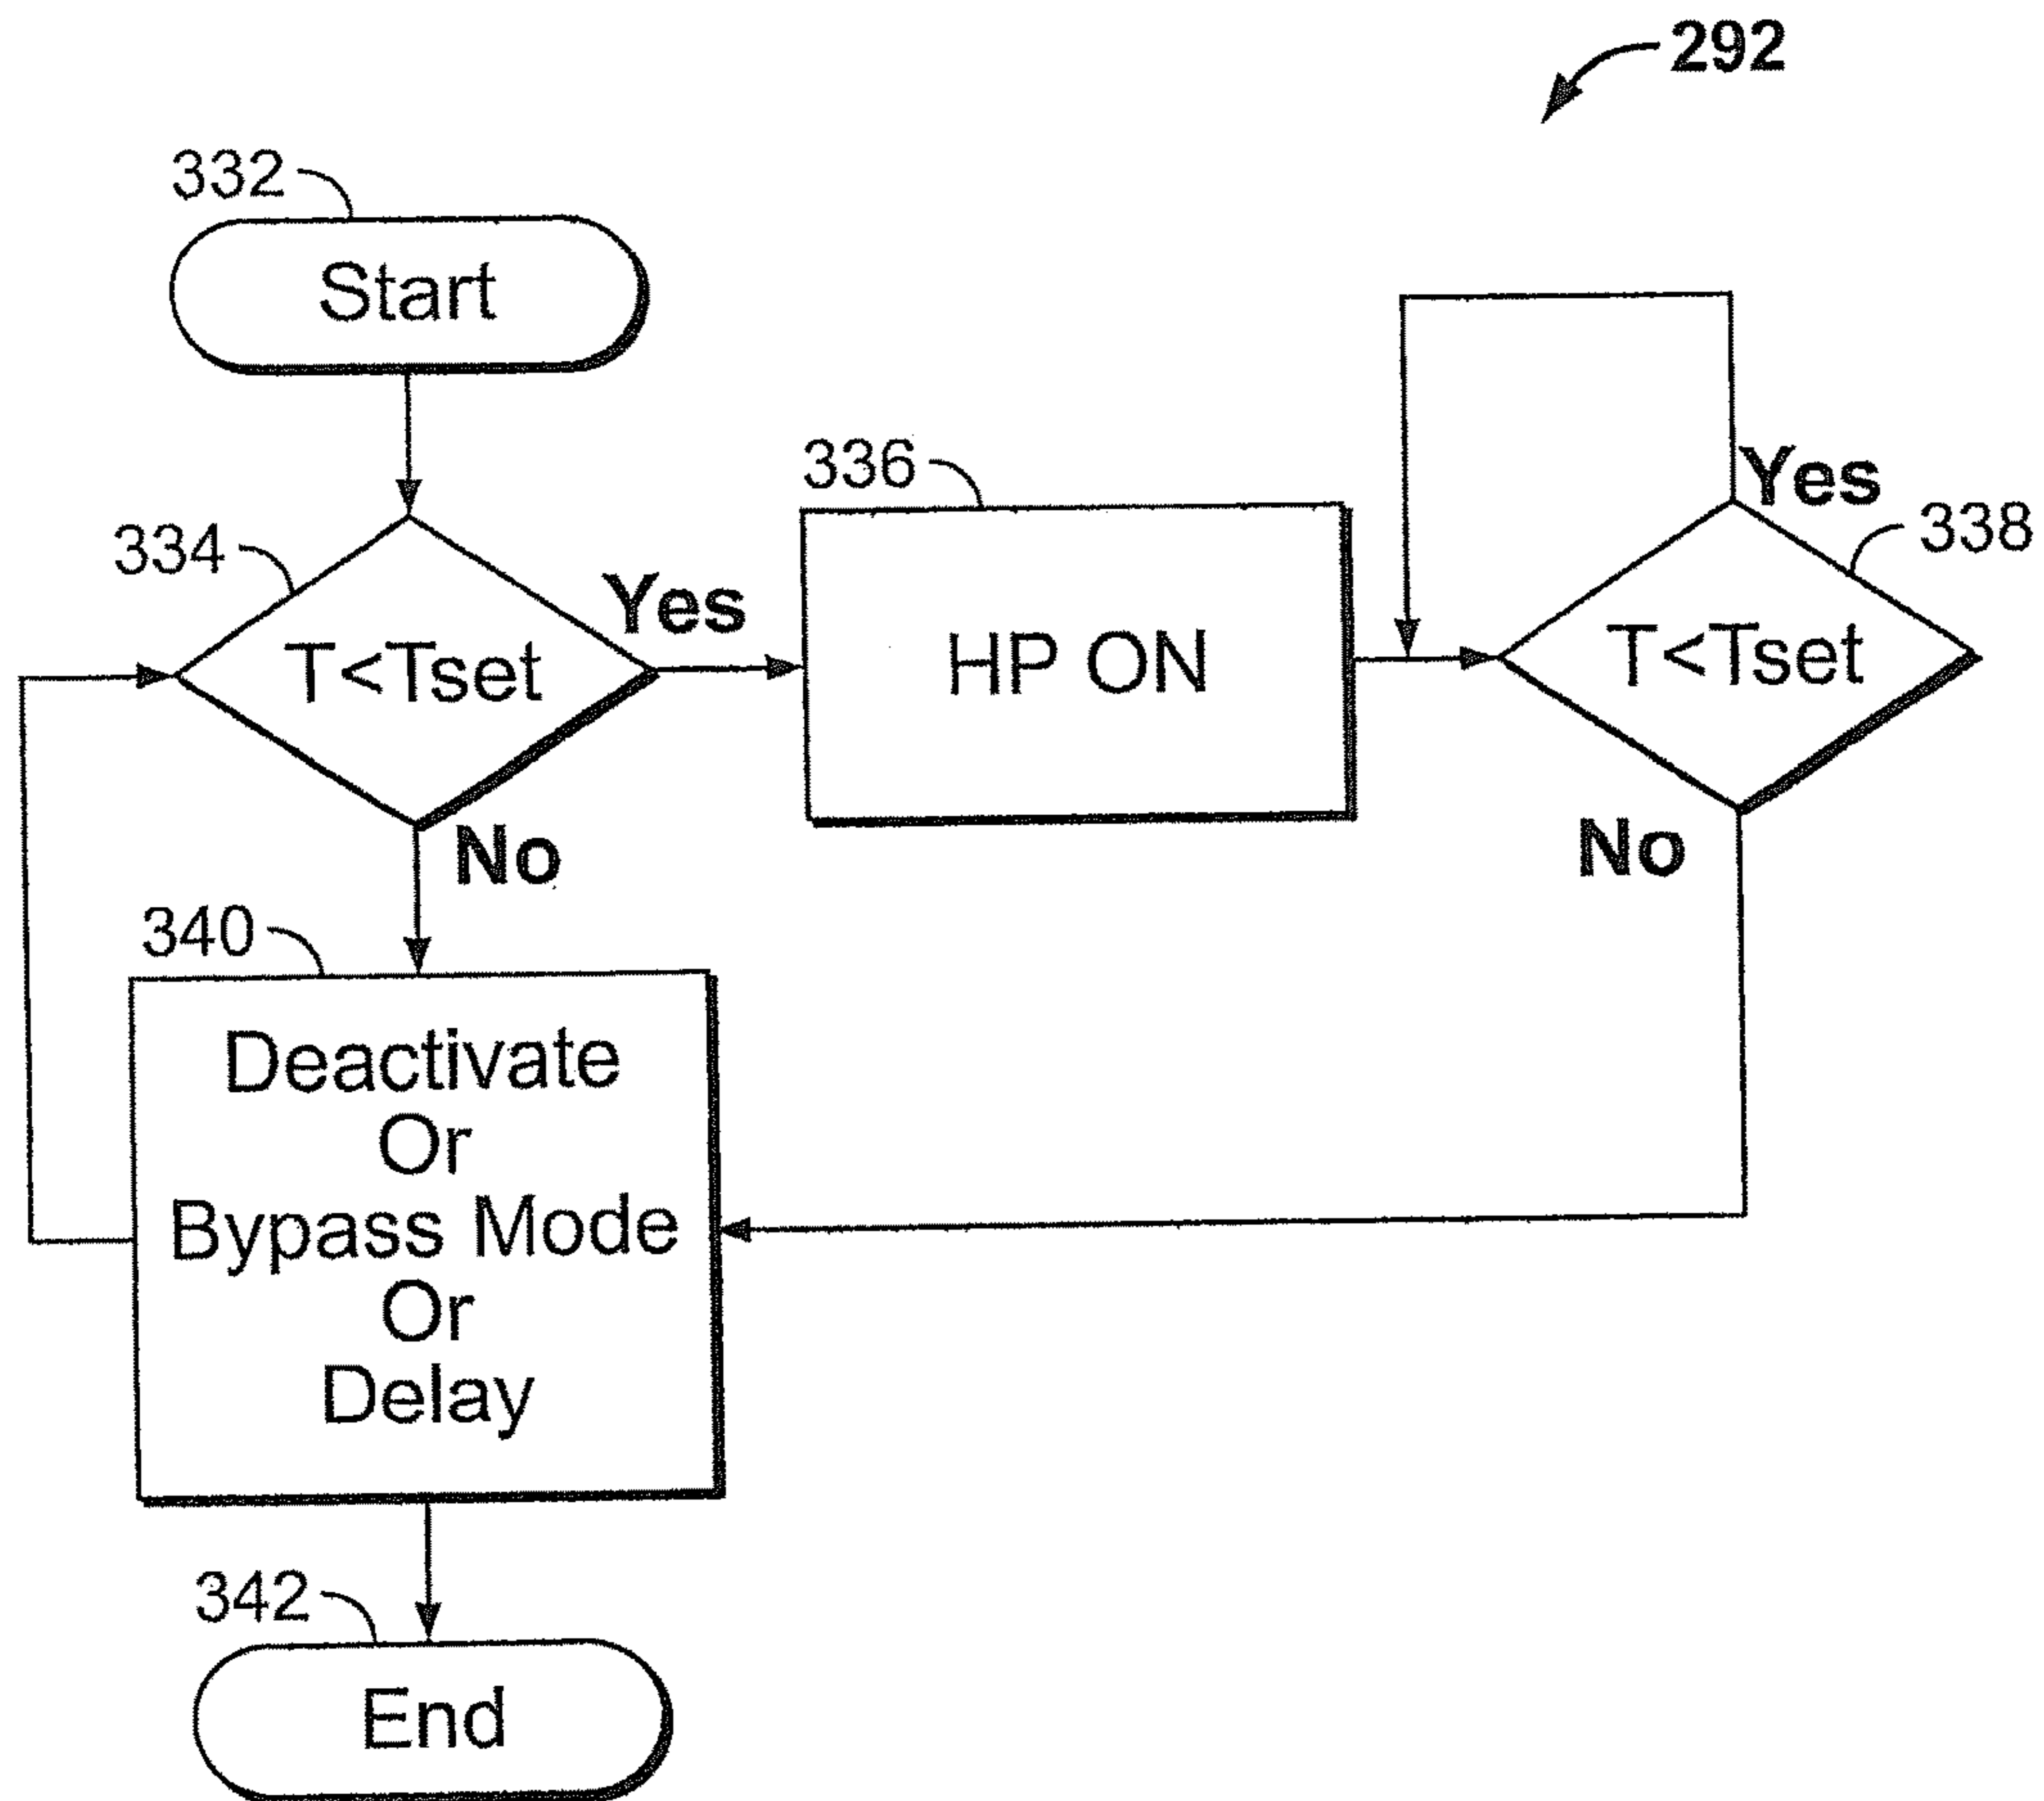 292
332
Start
334
T<Tset
Yes
336
HP ON
Yes
338
T<Tset
No
No
340
Deactivate
Or
Bypass Mode
Or
Delay
342
End